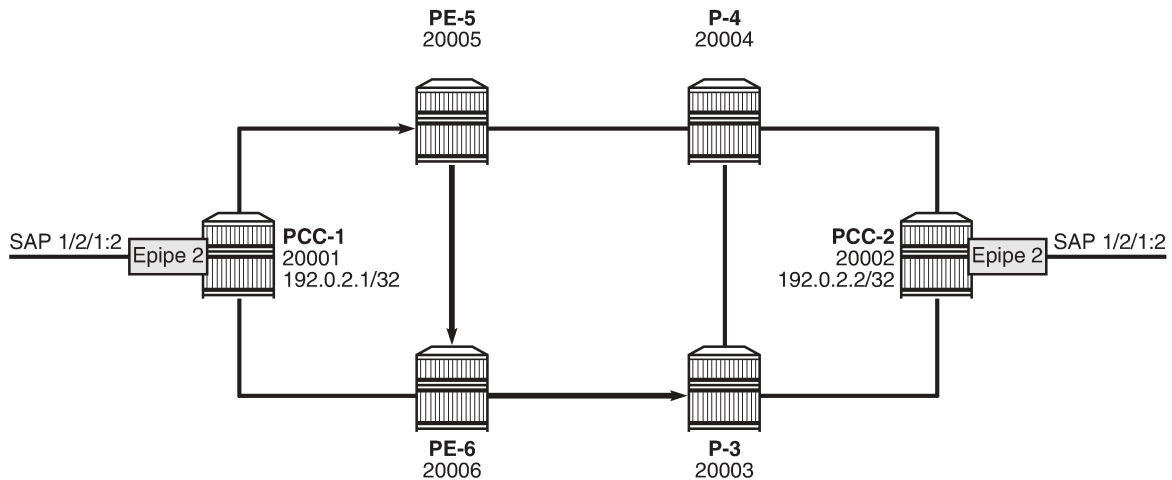 PE-5
20005
P-4
20004
SAP 1/2/1:2
Epipe 2
PCC-1
20001
192.0.2.1/32
PCC-2
20002
192.0.2.2/32
Epipe 2
SAP 1/2/1:2
PE-6
20006
P-3
20003